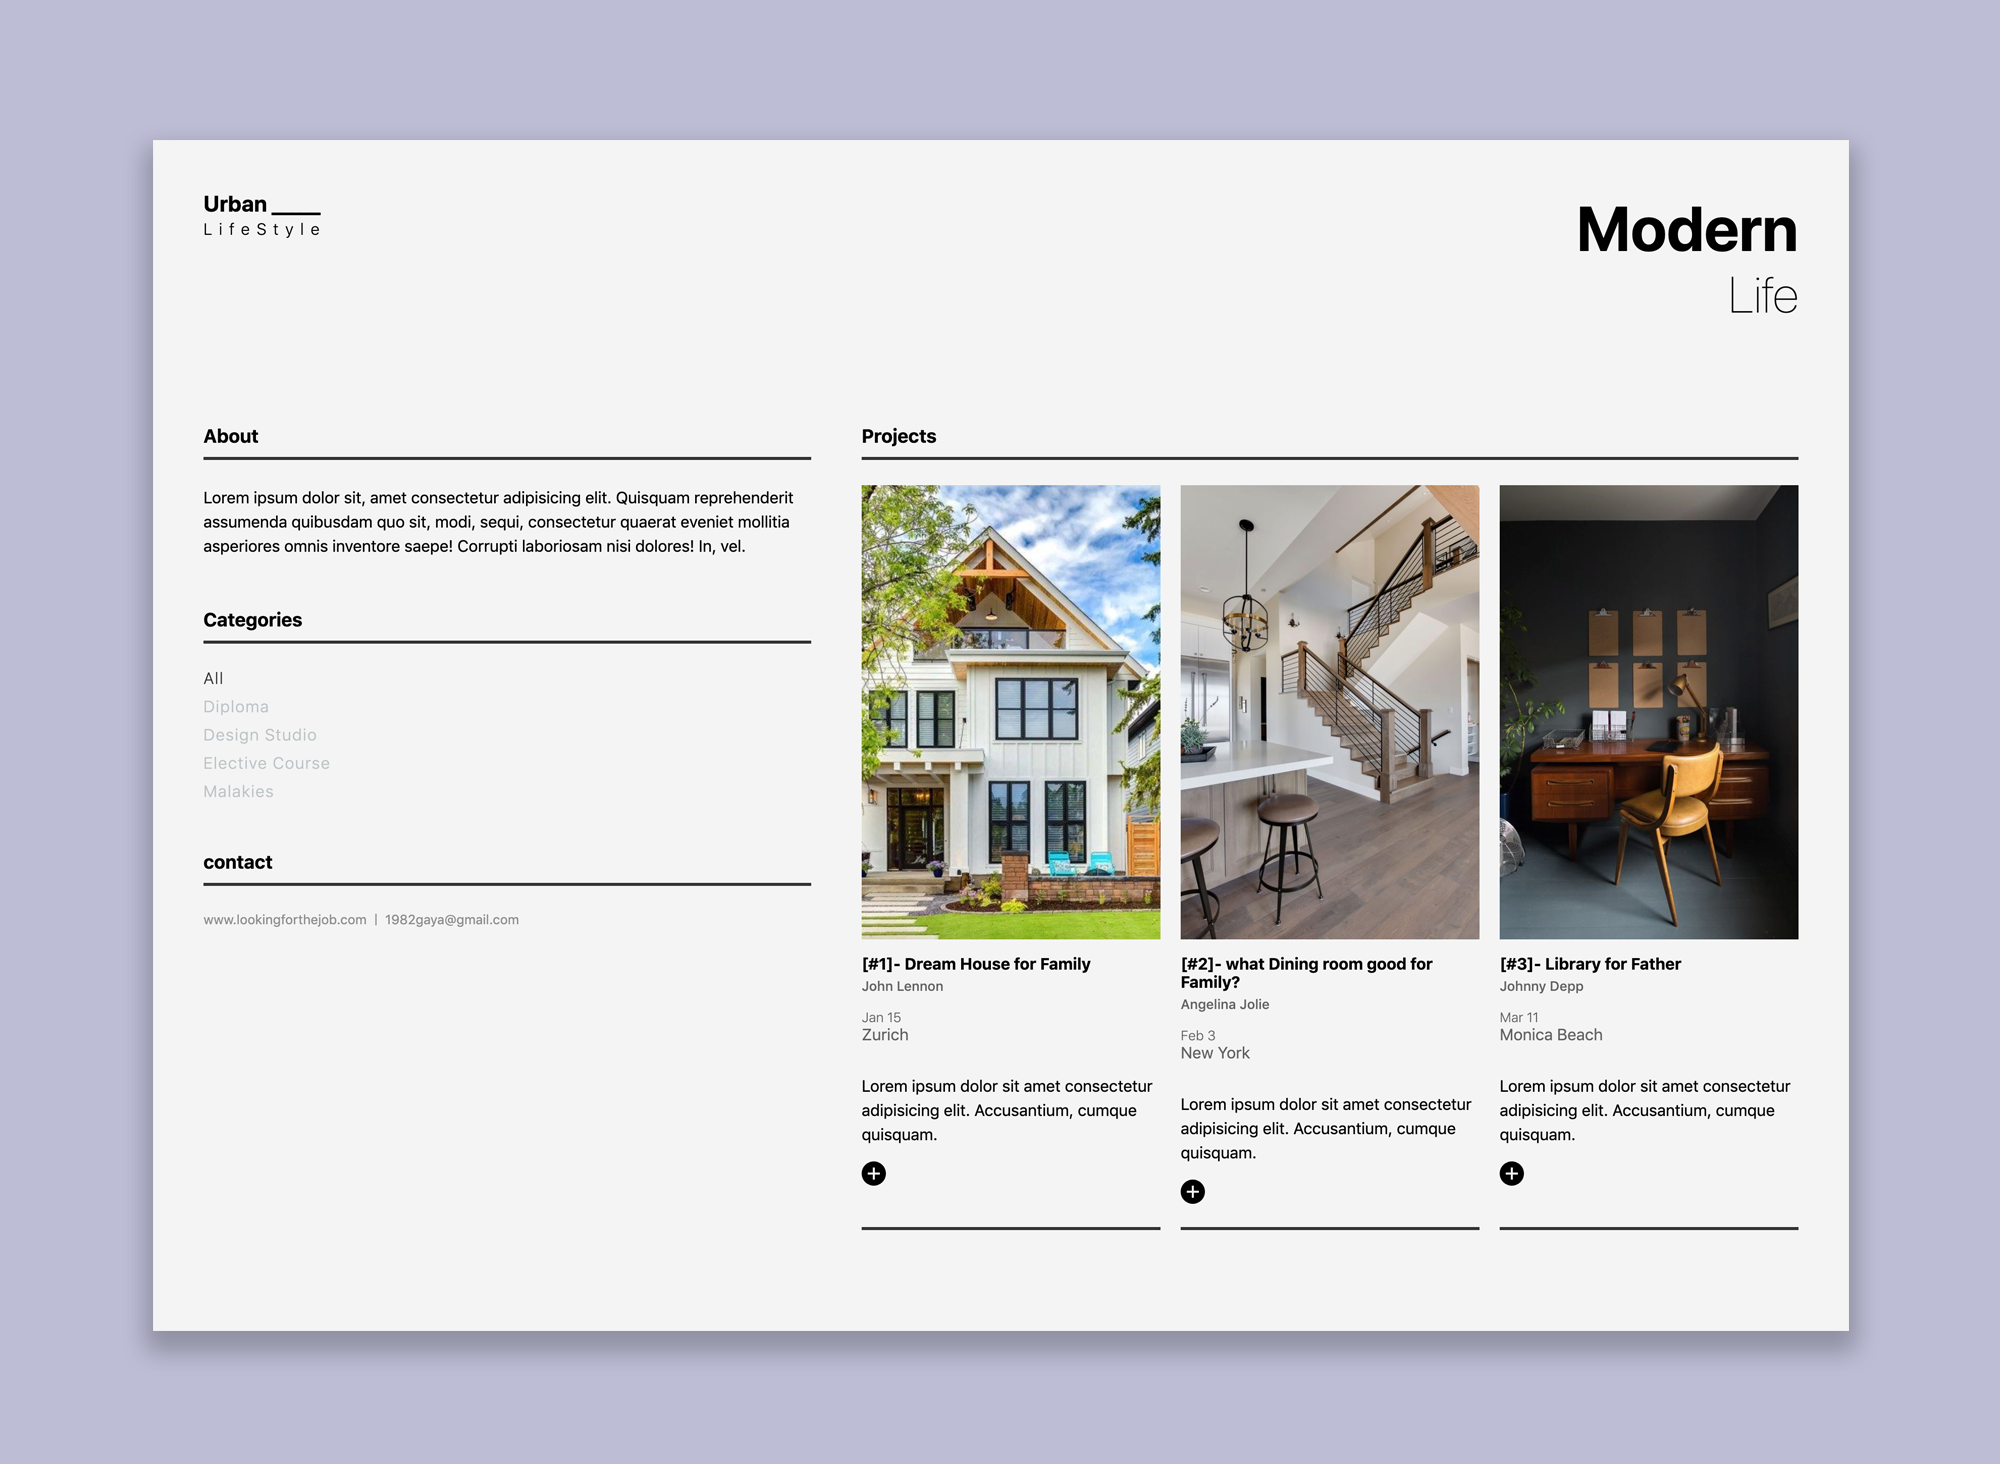 Urban ____
LifeStyle
Modern
Life
About
Lorem ipsum dolor sit, amet consectetur adipisicing elit. Quisquam reprehenderit
assumenda quibusdam quo sit, modi, sequi, consectetur quaerat eveniet mollitia
asperiores omnis inventore saepe! Corrupti laboriosam nisi dolores! In, vel.
Categories
All
Diploma
Design Studio
Elective Course
Malakies
contact
www.lookingforthejob.com | 1982gaya@gmail.com
Projects
[#1]- Dream House for Family
John Lennon
Jan 15
Zurich
Lorem ipsum dolor sit amet consectetur
adipisicing elit. Accusantium, cumque
quisquam.
[#2]- what Dining room good for
Family?
Angelina Jolie
Feb 3
New York
Lorem ipsum dolor sit amet consectetur
adipisicing elit. Accusantium, cumque
quisquam.
[#3]- Library for Father
Johnny Depp
Mar 11
Monica Beach
Lorem ipsum dolor sit amet consectetur
adipisicing elit. Accusantium, cumque
quisquam.